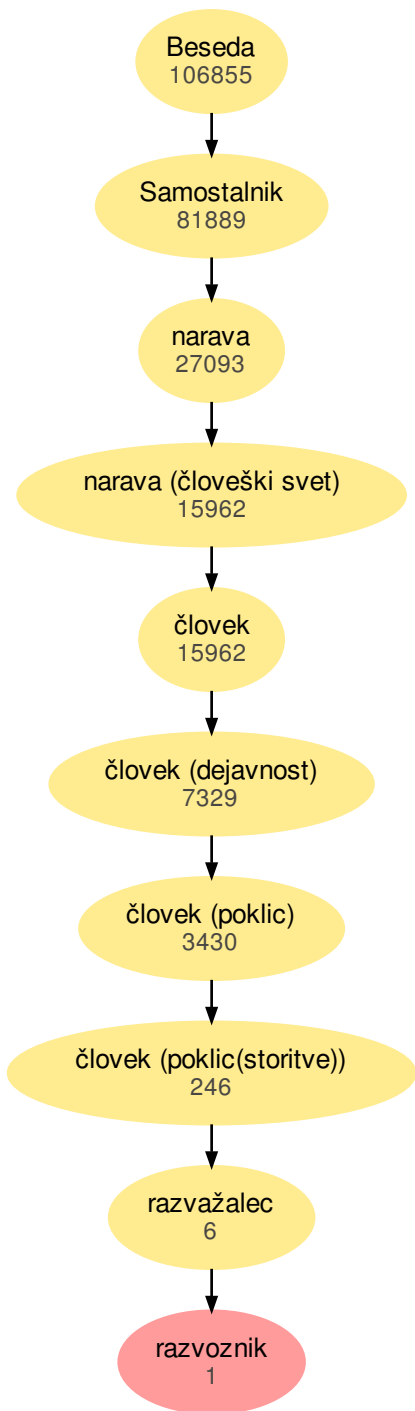 Beseda
106855
Samostalnik
81889
narava
27093
narava (človeški svet)
15962
človek
15962
človek (dejavnost)
7329
človek (poklic)
3430
človek (poklic(storitve))
246
razvažalec
6
razvoznik
1